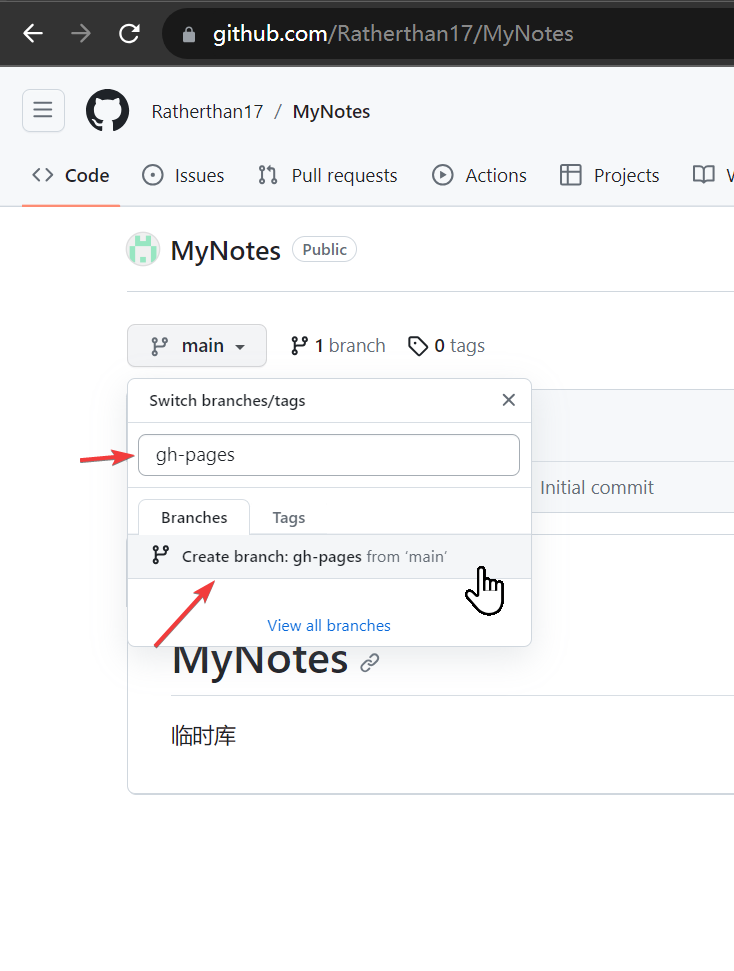 github.com/Ratherthan17/MyNotes
Ratherthan17 / MyNotes
Code Issues Pull requests Actions Projects
MyNotes Public
main 1 branch 0 tags
Switch branches/tags
gh-pages
Initial commit
Branches Tags
Create branch: gh-pages from ‘main’
View all branches
MyNotes
临时库